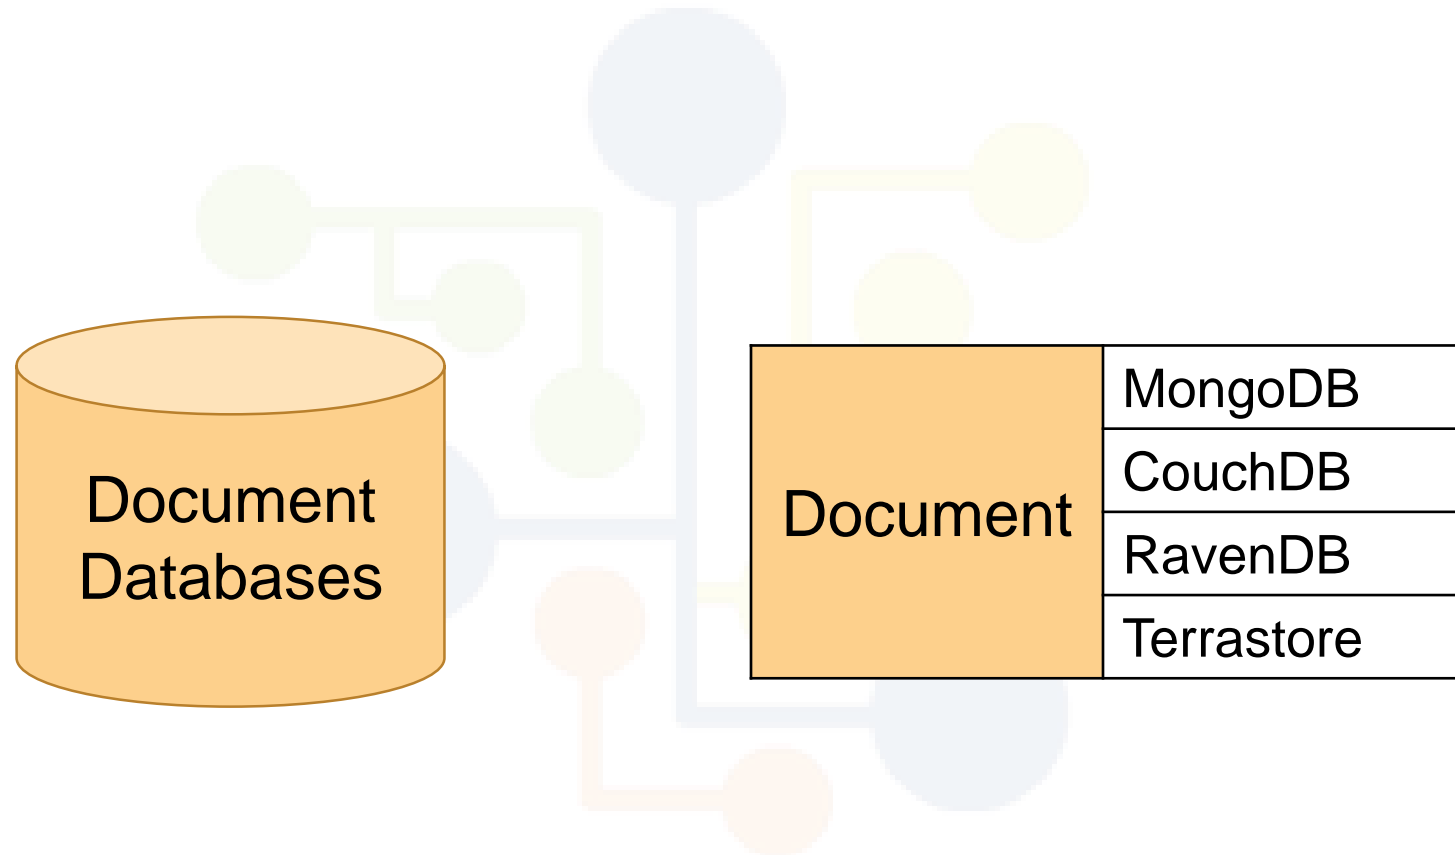 Document
Databases
Document
MongoDB
CouchDB
RavenDB
Terrastore